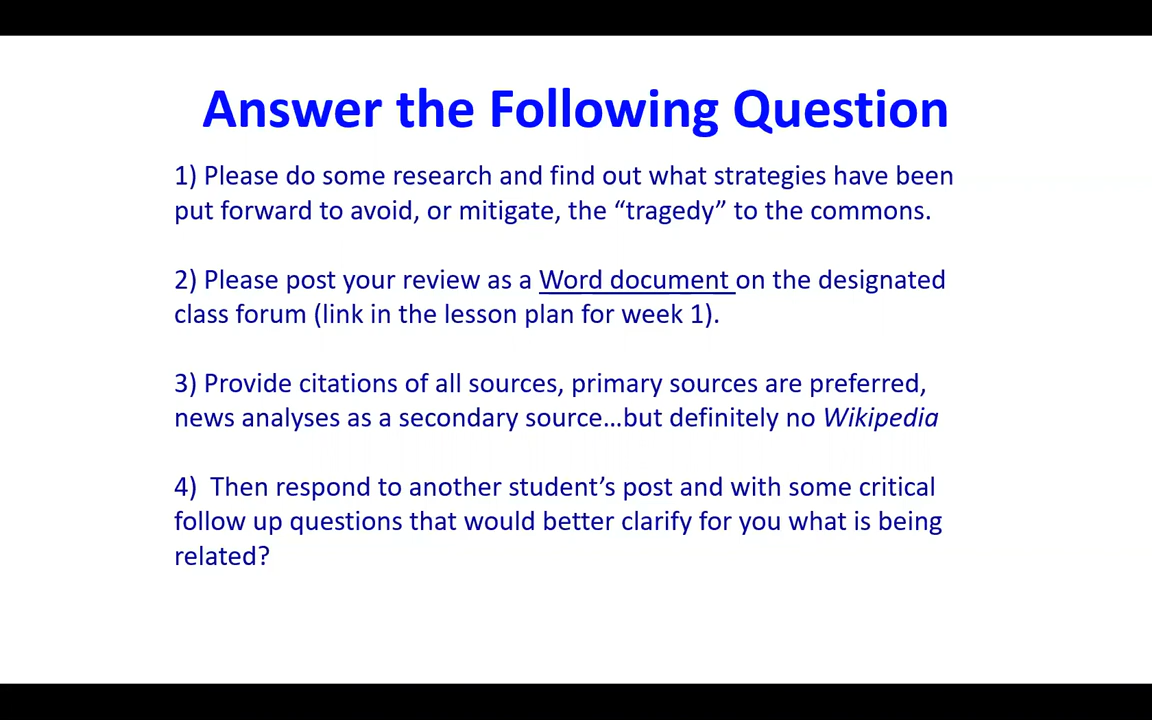 Answer the Following Question
1) Please do some research and find out what strategies have been
put forward to avoid, or mitigate, the “tragedy” to the commons.
2) Please post your review as a Word document on the designated
class forum (link in the lesson plan for week 1).
3) Provide citations of all sources, primary sources are preferred,
news analyses as a secondary source…but definitely no Wikipedia
4)  Then respond to another student’s post and with some critical
follow up questions that would better clarify for you what is being
related?